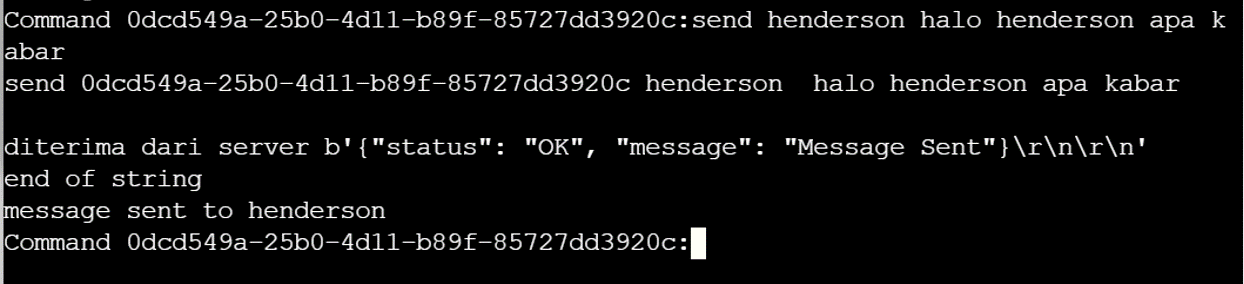 Command 0dcd549a-25b0-4d11-b89f-85727dd3920c:send henderson halo henderson apa k
abar
send 0dcd549a-25b0-4d11-b89f-85727dd3920c henderson  halo henderson apa kabar
diterima dari server b'{"status": "OK", "message": "Message Sent"}\r\n\r\n'
end of string
message sent to henderson
Command 0dcd549a-25b0-4d11-b89f-85727dd3920c: